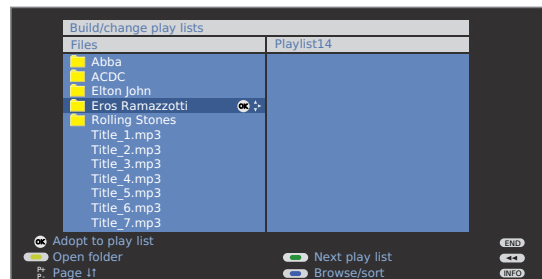 Build/change play lists
Files
Playlist14
Abba
ACDC
Elton John
Eros Ramazzotti OK
Rolling Stones
Title_1.mp3
Title_2.mp3
Title_3.mp3
Title_4.mp3
Title_5.mp3
Title_6.mp3
Title_7.mp3
OK Adopt to play list END
Open folder Next play list
P+ P- Page ↓↑ Browse/sort INFO